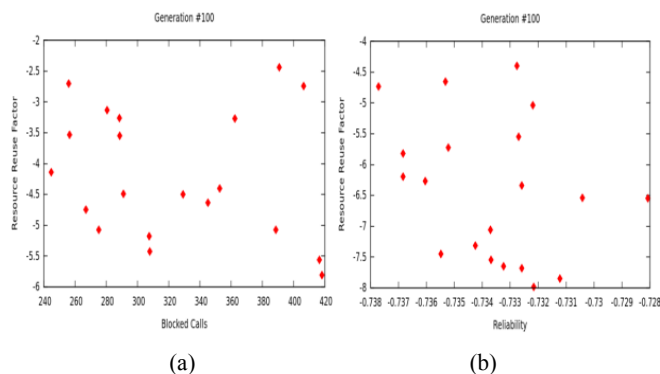 Generation #100
-2
-2.5
-3
-3.5
-4
-4.5
-5
-5.5
-6
Resource Reuse Factor
240 260 280 300 320 340 360 380 400 420
Blocked Calls
(a)
Generation #100
-4
-4.5
-5
-5.5
-6
-6.5
-7
-7.5
-8
Resource Reuse Factor
-0.738 -0.737 -0.736 -0.735 -0.734 -0.733 -0.732 -0.731 -0.73 -0.729 -0.728
Reliability
(b)